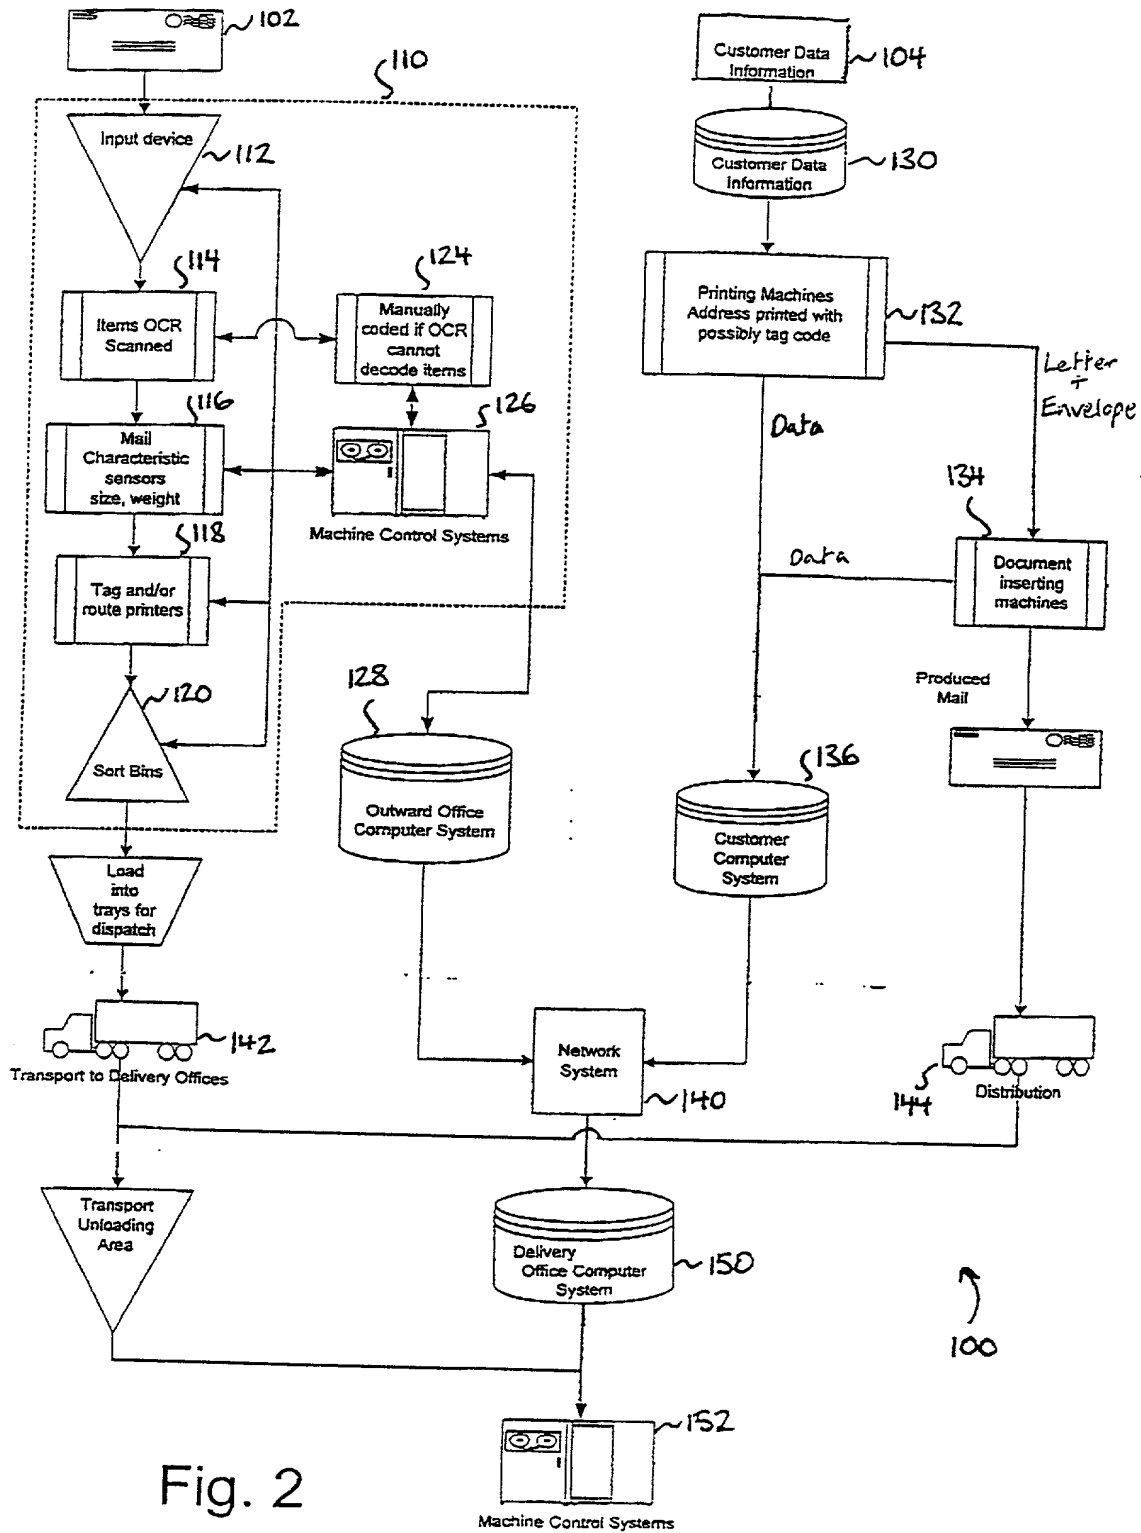 102
110
Input device
112
114
Items OCR
Scanned
124
Manually
coded if OCR
cannot
decode items
116
Mail
Characteristic
sensors
size, weight
126
Machine Control Systems
118
Tag and/or
route printers
120
Sort Bins
Load
into
trays for
dispatch
142
Transport to Delivery Offices
128
Outward Office
Computer System
Customer Data
Information
104
Customer Data
Information
130
Printing Machines
Address printed with
possibly tag code
132
Letter
+
Envelope
Data
134
Document
inserting
machines
Data
Produced
Mail
136
Customer
Computer
System
144
Distribution
Network
System
140
Transport
Unloading
Area
Delivery
Office Computer
System
150
100
152
Machine Control Systems
Fig. 2